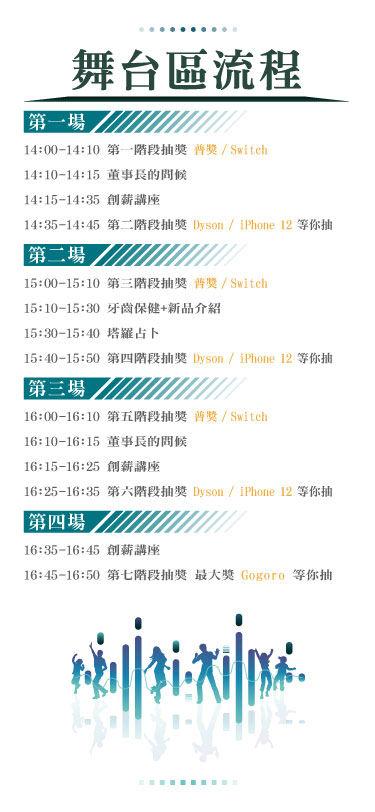 舞台區流程
第一場
14:00-14:10 第一階段抽獎 普獎/Switch
14:10-14:15 董事長的問候
14:15-14:35 創薪講座
14:35-14:45 第二階段抽獎 Dyson / iPhone 12 等你抽
第二場
15:00-15:10 第三階段抽獎 普獎/Switch
15:10-15:30 牙齒保健+新品介紹
15:30-15:40 塔羅占卜
15:40-15:50 第四階段抽獎 Dyson / iPhone 12 等你抽
第三場
16:00-16:10 第五階段抽獎 普獎/Switch
16:10-16:15 董事長的問候
16:15-16:25 創薪講座
16:25-16:35 第六階段抽獎 Dyson / iPhone 12 等你抽
第四場
16:35-16:45 創薪講座
16:45-16:50 第七階段抽獎 最大獎 Gogoro 等你抽